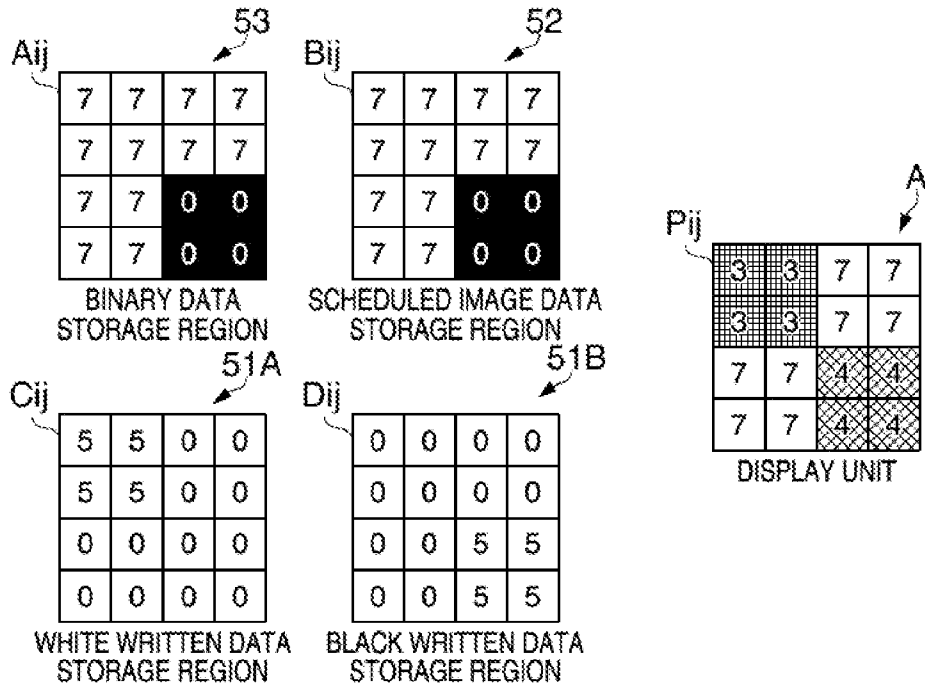 53
52
Aij
Bij
7 7 7 7
7 7 7 7
7 7 0 0
7 7 0 0
7 7 7 7
7 7 7 7
7 7 0 0
7 7 0 0
BINARY DATA
STORAGE REGION
SCHEDULED IMAGE DATA
STORAGE REGION
A
Pij
3 3 7 7
3 3 7 7
7 7 4 4
7 7 4 4
DISPLAY UNIT
51A
51B
Cij
Dij
5 5 0 0
5 5 0 0
0 0 0 0
0 0 0 0
0 0 0 0
0 0 0 0
0 0 5 5
0 0 5 5
WHITE WRITTEN DATA
STORAGE REGION
BLACK WRITTEN DATA
STORAGE REGION